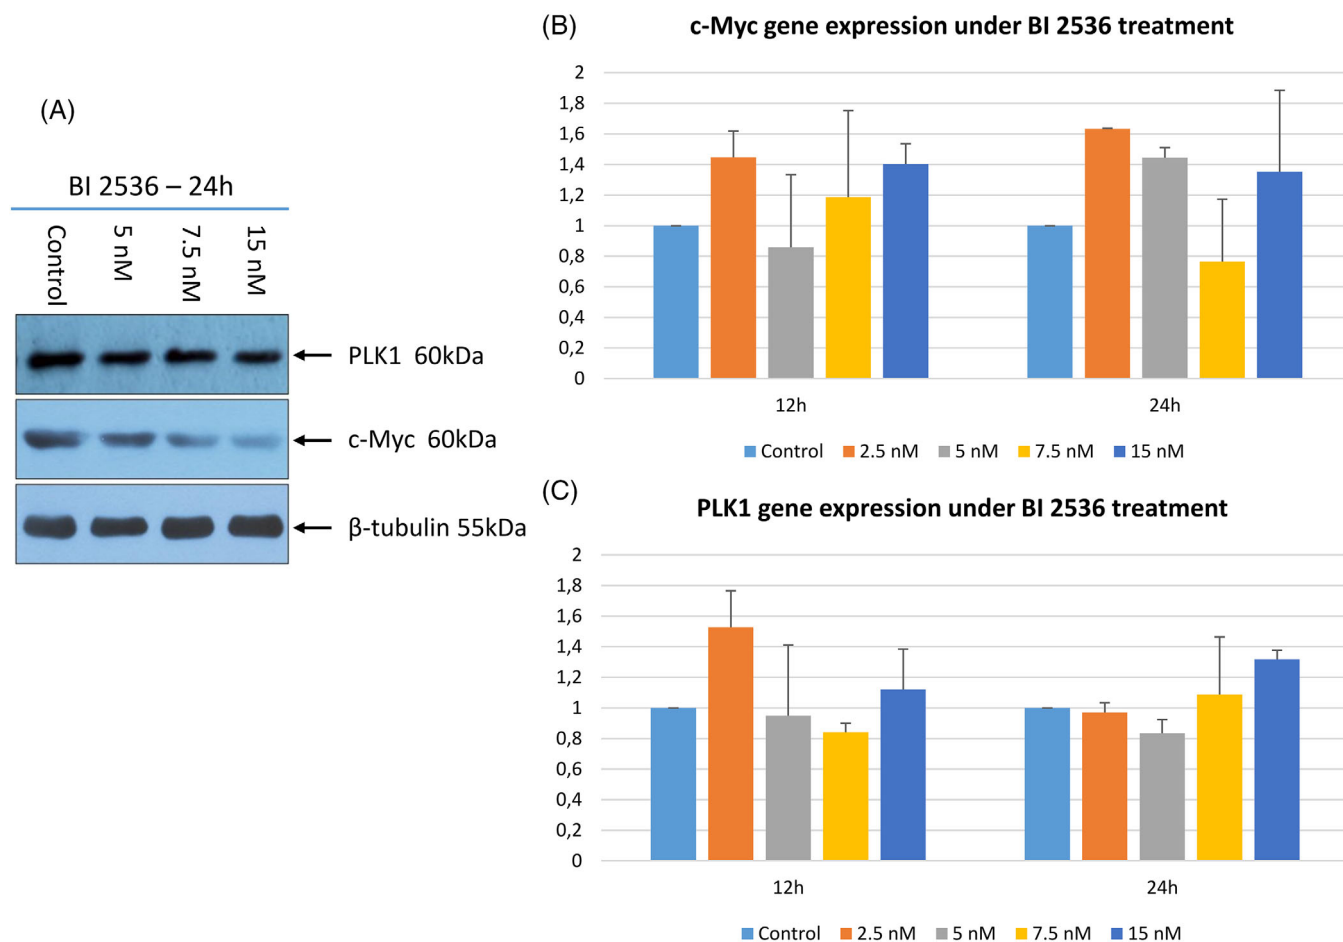 (A)
BI 2536 – 24h
Control
5 nM
7.5 nM
15 nM
PLK1 60kDa
c-Myc 60kDa
β-tubulin 55kDa
(B)
c-Myc gene expression under BI 2536 treatment
2
1,8
1,6
1,4
1,2
1
0,8
0,6
0,4
0,2
0
12h
24h
Control 2.5 nM 5 nM 7.5 nM 15 nM
(C)
PLK1 gene expression under BI 2536 treatment
2
1,8
1,6
1,4
1,2
1
0,8
0,6
0,4
0,2
0
12h
24h
Control 2.5 nM 5 nM 7.5 nM 15 nM